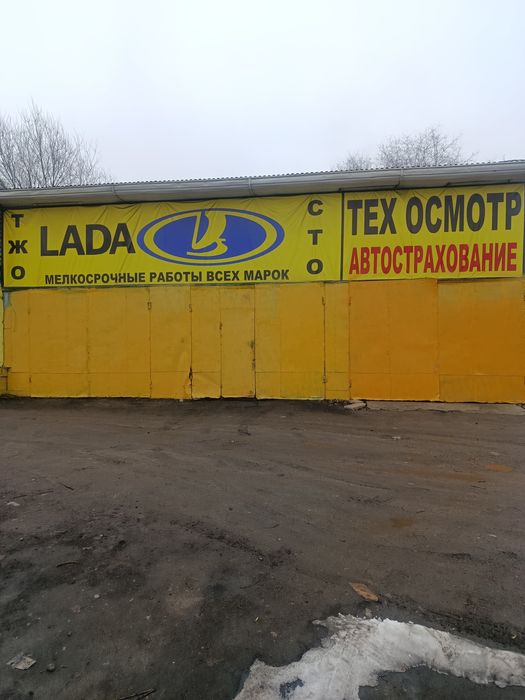 ТЖО
LADA
СТО
МЕЛКОСРОЧНЫЕ РАБОТЫ ВСЕХ МАРОК
ТЕХ ОСМОТР
АВТОСТРАХОВАНИЕ